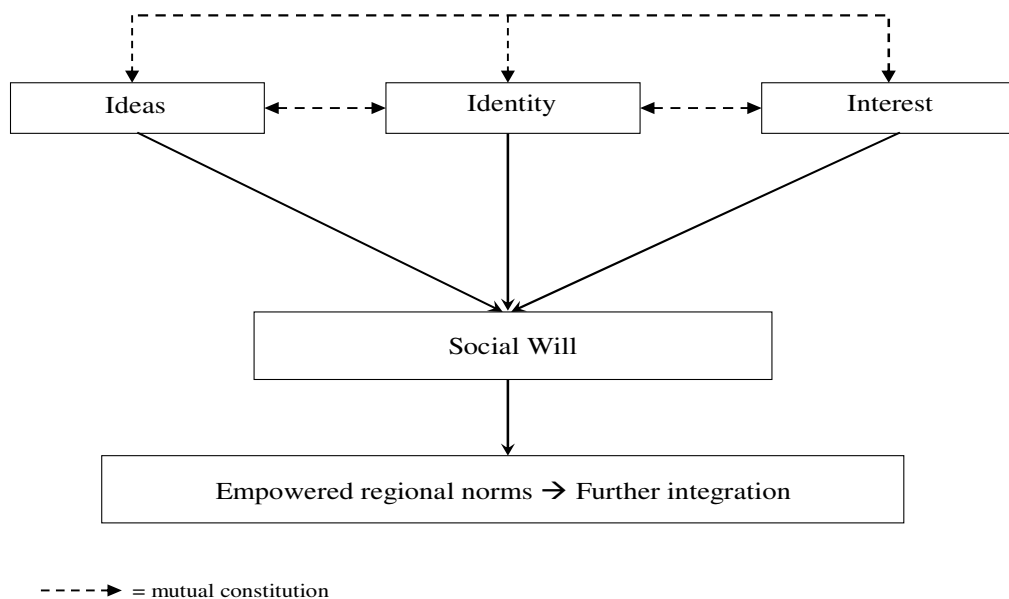 Ideas
Identity
Interest
Social Will
Empowered regional norms → Further integration
= mutual constitution